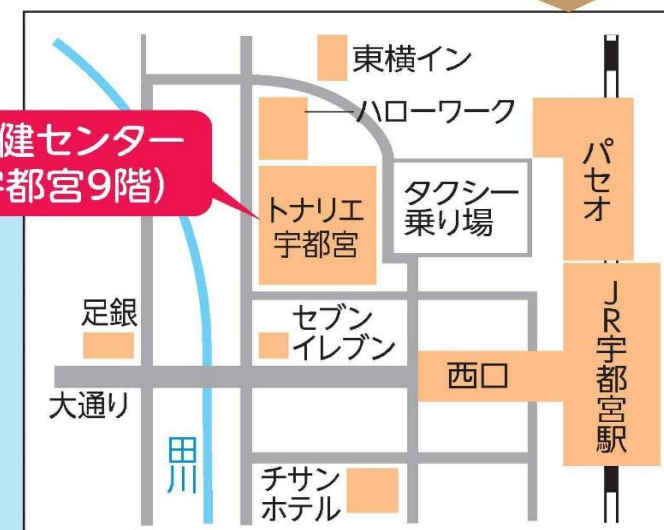 東横イン
ハローワーク
健センター
宇都宮9階)
パセオ
トナリエ
宇都宮
タクシー
乗り場
足銀
セブン
イレブン
JR宇都宮駅
西口
大通り
田川
チサン
ホテル